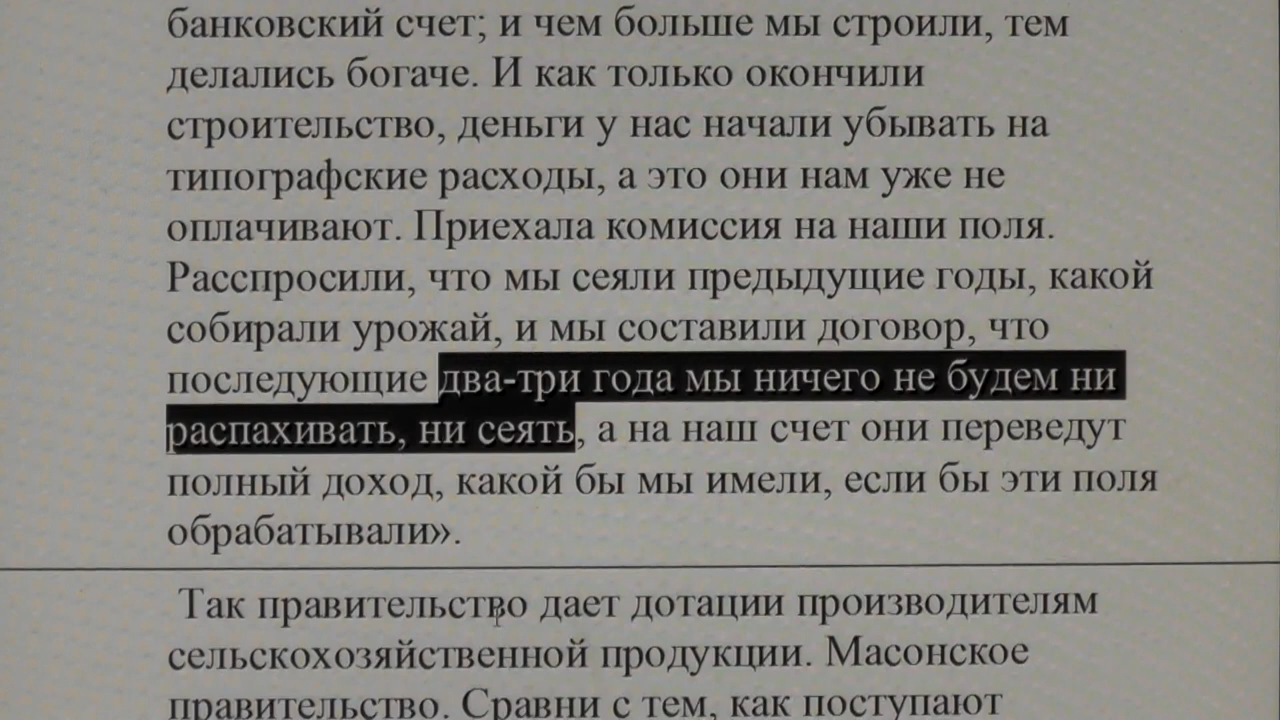 банковский счет; и чем больше мы строили, тем
делались богаче. И как только окончили
строительство, деньги у нас начали убывать на
типографские расходы, а это они нам уже не
оплачивают. Приехала комиссия на наши поля.
Расспросили, что мы сеяли предыдущие годы, какой
собирали урожай, и мы составили договор, что
последующие два-три года мы ничего не будем ни
распахивать, ни сеять, а на наш счет они переведут
полный доход, какой бы мы имели, если бы эти поля
обрабатывали».
Так правительство дает дотации производителям
сельскохозяйственной продукции. Масонское
правительство. Сравни с тем, как поступают